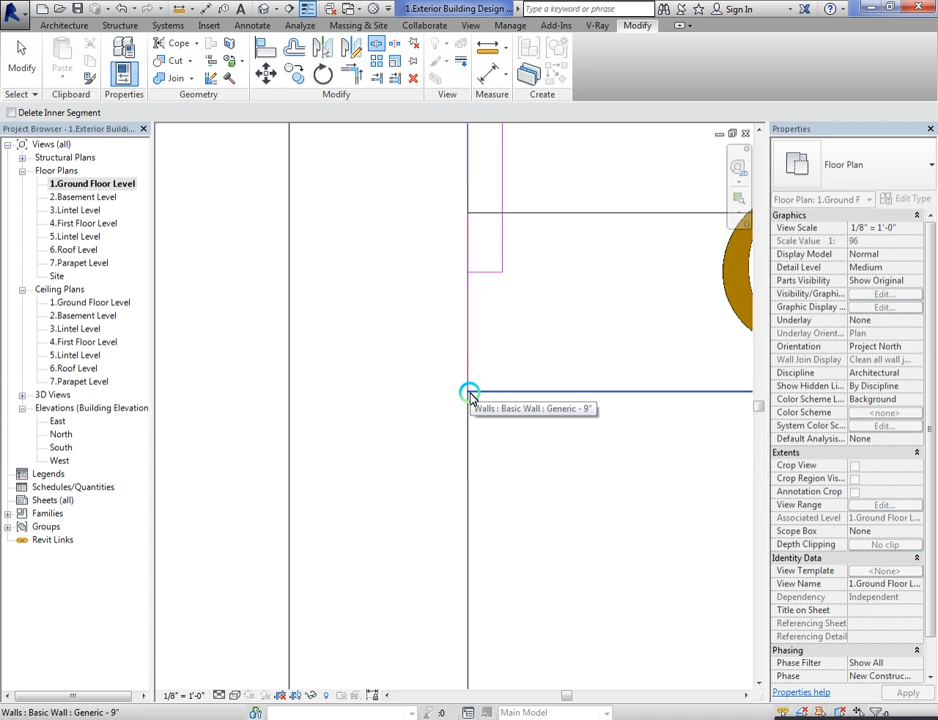 1.Exterior Building Design ...
Type a keyword or phrase
Sign In
Architecture
Structure
Systems
Insert
Annotate
Analyze
Massing & Site
Collaborate
View
Manage
Add-Ins
V-Ray
Modify
Modify
Paste
Cope
Cut
Join
Select
Clipboard
Properties
Geometry
Modify
View
Measure
Create
Delete Inner Segment
Project Browser - 1.Exterior Buildi...
Views (all)
Structural Plans
Floor Plans
1.Ground Floor Level
2.Basement Level
3.Lintel Level
4.First Floor Level
5.Lintel Level
6.Roof Level
7.Parapet Level
Site
Ceiling Plans
1.Ground Floor Level
2.Basement Level
3.Lintel Level
4.First Floor Level
5.Lintel Level
6.Roof Level
7.Parapet Level
3D Views
Elevations (Building Elevation
East
North
South
West
Legends
Schedules/Quantities
Sheets (all)
Families
Groups
Revit Links
Walls : Basic Wall : Generic - 9"
Properties
Floor Plan
Floor Plan: 1.Ground F
Edit Type
Graphics
View Scale 1/8" = 1'-0"
Scale Value 1: 96
Display Model Normal
Detail Level Medium
Parts Visibility Show Original
Visibility/Graphi... Edit...
Graphic Display ... Edit...
Underlay None
Underlay Orient... Plan
Orientation Project North
Wall Join Display Clean all wall j...
Discipline Architectural
Show Hidden Li... By Discipline
Color Scheme L... Background
Color Scheme <none>
System Color Sc... Edit...
Default Analysis... None
Extents
Crop View
Crop Region Vis...
Annotation Crop
View Range Edit...
Associated Level 1.Ground Floor L...
Scope Box None
Depth Clipping No clip
Identity Data
View Template <None>
View Name 1.Ground Floor L...
Dependency Independent
Title on Sheet
Referencing Sheet
Referencing Detail
Phasing
Phase Filter Show All
Phase New Construc...
Properties help
Apply
1/8" = 1'-0"
Walls : Basic Wall : Generic - 9"
:0
Main Model